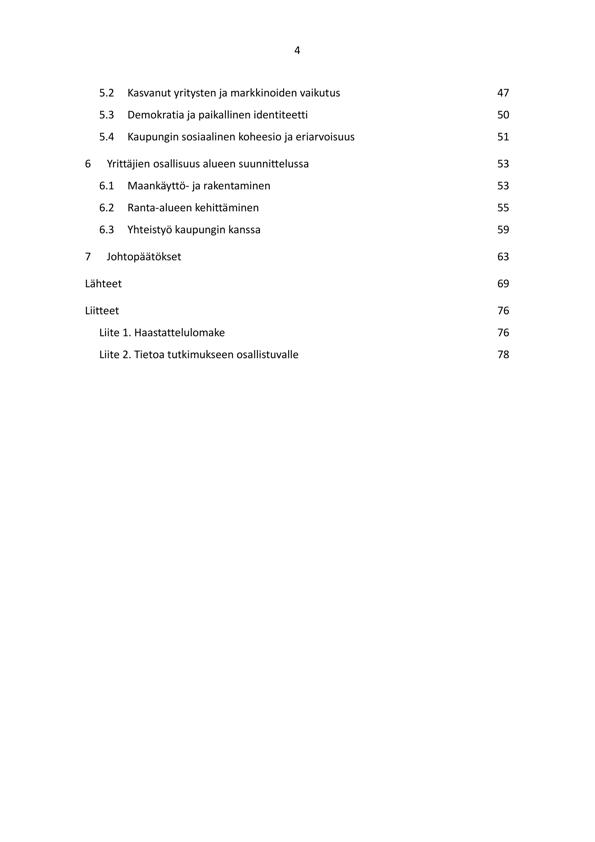 4
5.2 Kasvanut yritysten ja markkinoiden vaikutus 47
5.3 Demokratia ja paikallinen identiteetti 50
5.4 Kaupungin sosiaalinen koheesio ja eriarvoisuus 51
6 Yrittäjien osallisuus alueen suunnittelussa 53
6.1 Maankäyttö- ja rakentaminen 53
6.2 Ranta-alueen kehittäminen 55
6.3 Yhteistyö kaupungin kanssa 59
7 Johtopäätökset 63
Lähteet 69
Liitteet 76
Liite 1. Haastattelulomake 76
Liite 2. Tietoa tutkimukseen osallistuvalle 78